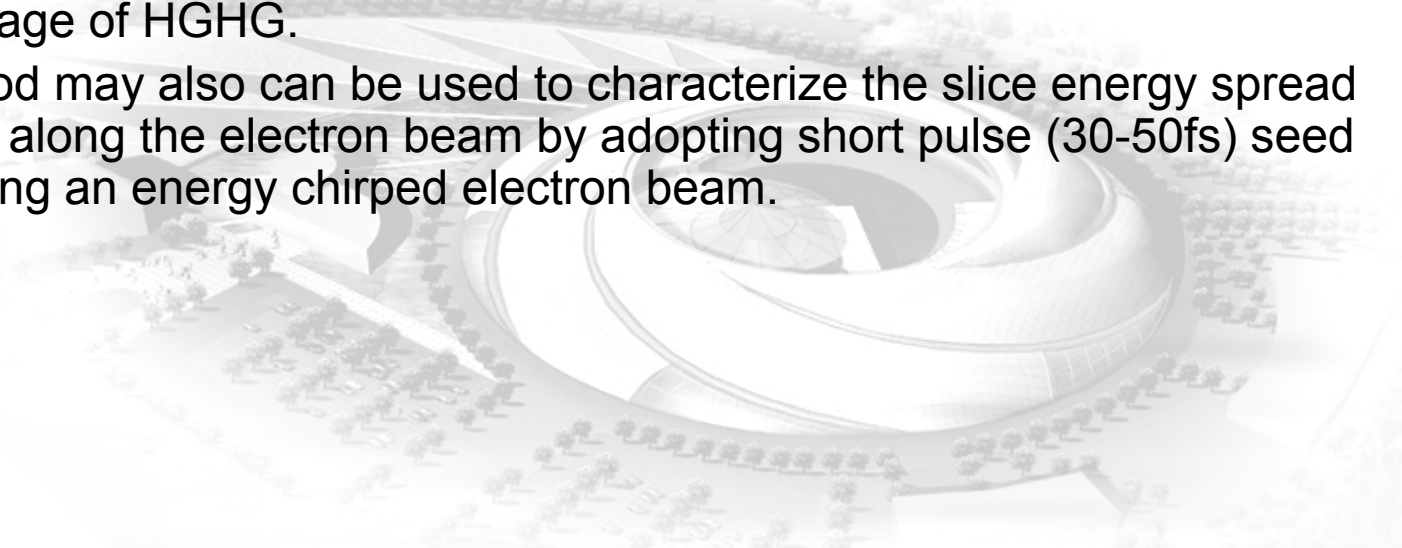 age of HGHG.
od may also can be used to characterize the slice energy spread
along the electron beam by adopting short pulse (30-50fs) seed
ng an energy chirped electron beam.